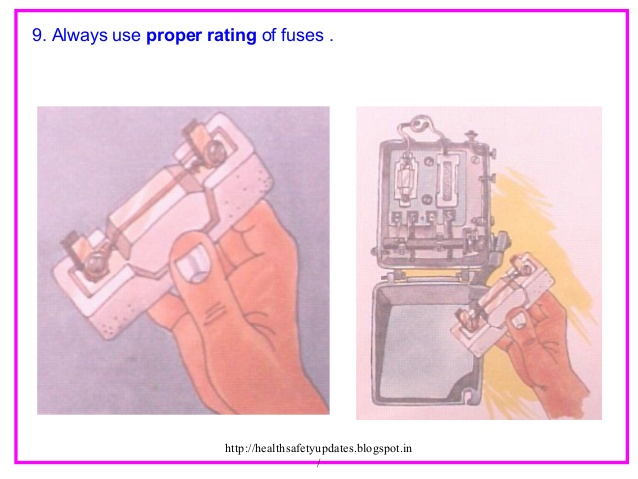 9. Always use proper rating of fuses .
http://healthsafetyupdates.blogspot.in
/